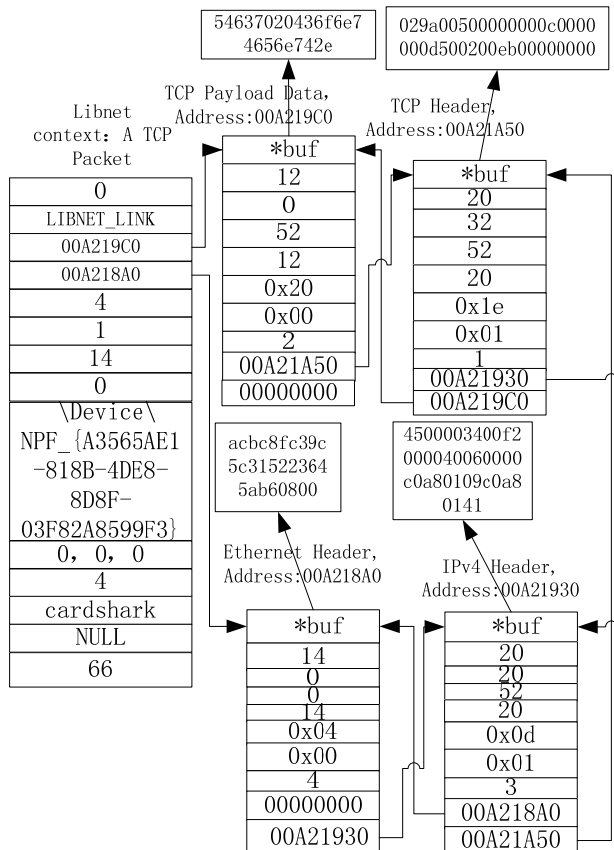 54637020436f6e7
4656e742e
029a00500000000c0000
000d500200eb00000000
TCP Payload Data,
Address:00A219C0
TCP Header,
Address:00A21A50
Libnet
context: A TCP
Packet
0
LIBNET_LINK
00A219C0
00A218A0
4
1
14
0
\Device\
NPF_{A3565AE1
-818B-4DE8-
8D8F-
03F82A8599F3}
0, 0, 0
4
cardshark
NULL
66
*buf
12
0
52
12
0x20
0x00
2
00A21A50
00000000
*buf
20
32
52
20
0x1e
0x01
1
00A21930
00A219C0
acbc8fc39c
5c31522364
5ab60800
4500003400f2
000040060000
c0a80109c0a8
0141
Ethernet Header,
Address:00A218A0
IPv4 Header,
Address:00A21930
*buf
14
0
0
14
0x04
0x00
4
00000000
00A21930
*buf
20
20
52
20
0x0d
0x01
3
00A218A0
00A21A50